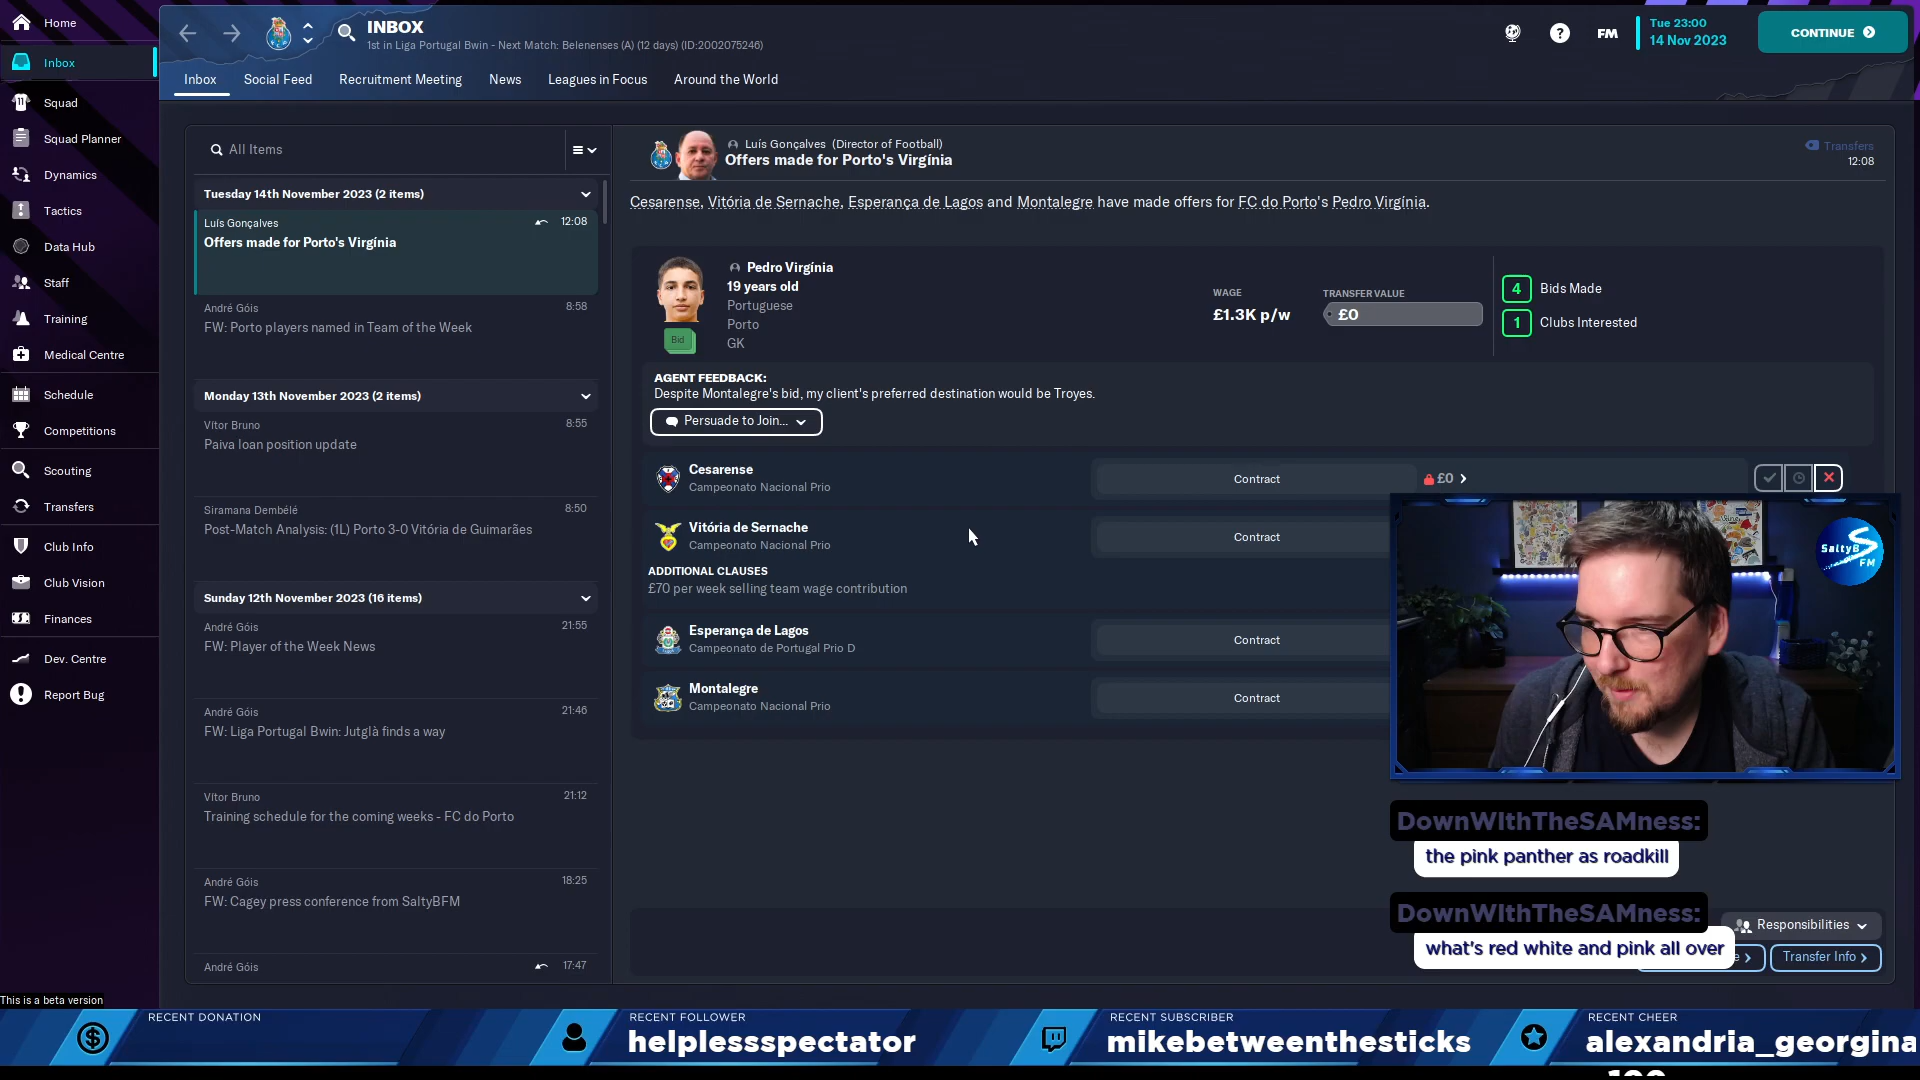 Home
Inbox
Squad
Squad Planner
Dynamics
Tactics
Data Hub
Staff
Training
Medical Centre
Schedule
Competitions
Scouting
Transfers
Club Info
Club Vision
Finances
Dev. Centre
Report Bug
This is a beta version
INBOX
1st in Liga Portugal Bwin - Next Match: Belenenses (A) (12 days) (ID:2002075246)
FM
Tue 23:00
14 Nov 2023
CONTINUE
Inbox Social Feed Recruitment Meeting News Leagues in Focus Around the World
All Items
Tuesday 14th November 2023 (2 items)
Luís Gonçalves 12:08
Offers made for Porto's Virgínia
André Góis 8:58
FW: Porto players named in Team of the Week
Monday 13th November 2023 (2 items)
Vítor Bruno 8:55
Paiva loan position update
Siramana Dembélé 8:50
Post-Match Analysis: (1L) Porto 3-0 Vitória de Guimarães
Sunday 12th November 2023 (16 items)
André Góis 21:55
FW: Player of the Week News
André Góis 21:46
FW: Liga Portugal Bwin: Jutglà finds a way
Vítor Bruno 21:12
Training schedule for the coming weeks - FC do Porto
André Góis 18:25
FW: Cagey press conference from SaltyBFM
André Góis 17:47
Luís Gonçalves (Director of Football)
Offers made for Porto's Virgínia
Transfers
12:08
Cesarense, Vitória de Sernache, Esperança de Lagos and Montalegre have made offers for FC do Porto's Pedro Virgínia.
Pedro Virgínia
19 years old
Portuguese
Porto
GK
Bid
WAGE
£1.3K p/w
TRANSFER VALUE
£0
4 Bids Made
1 Clubs Interested
AGENT FEEDBACK:
Despite Montalegre's bid, my client's preferred destination would be Troyes.
Persuade to Join...
Cesarense
Campeonato Nacional Prio
Contract
£0
Vitória de Sernache
Campeonato Nacional Prio
Contract
ADDITIONAL CLAUSES
£70 per week selling team wage contribution
Esperança de Lagos
Campeonato de Portugal Prio D
Contract
Montalegre
Campeonato Nacional Prio
Contract
SaltyB
FM
DownWIthTheSAMness:
the pink panther as roadkill
DownWIthTheSAMness:
what's red white and pink all over
Responsibilities
Transfer Info
RECENT DONATION
RECENT FOLLOWER
helplessspectator
RECENT SUBSCRIBER
mikebetweenthesticks
RECENT CHEER
alexandria_georgina